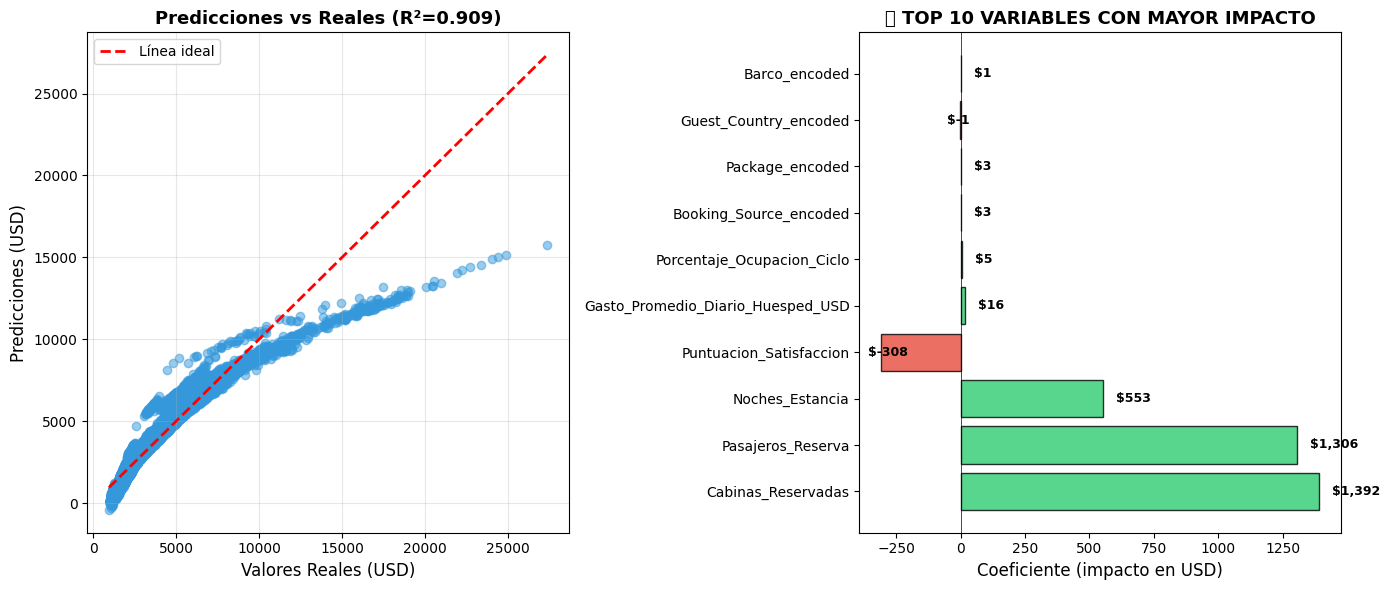 Predicciones vs Reales (R²=0.909)
Línea ideal
25000
20000
15000
10000
5000
0
Predicciones (USD)
0
5000
10000
15000
20000
25000
Valores Reales (USD)
TOP 10 VARIABLES CON MAYOR IMPACTO
Barco_encoded
$1
Guest_Country_encoded
$-1
Package_encoded
$3
Booking_Source_encoded
$3
Porcentaje_Ocupacion_Ciclo
$5
Gasto_Promedio_Diario_Huesped_USD
$16
Puntuacion_Satisfaccion
$-308
Noches_Estancia
$553
Pasajeros_Reserva
$1,306
Cabinas_Reservadas
$1,392
−250
0
250
500
750
1000
1250
Coeficiente (impacto en USD)